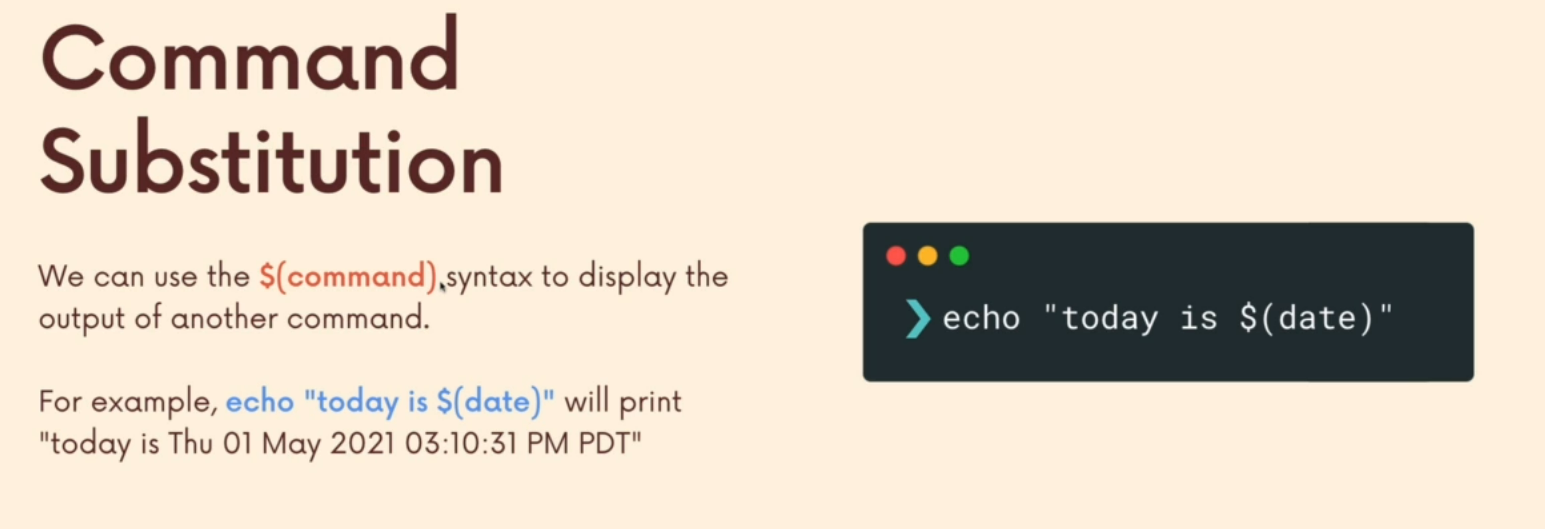 Command
Substitution
We can use the $(command) syntax to display the
output of another command.
For example, echo "today is $(date)" will print
"today is Thu 01 May 2021 03:10:31 PM PDT"
❯ echo "today is $(date)"